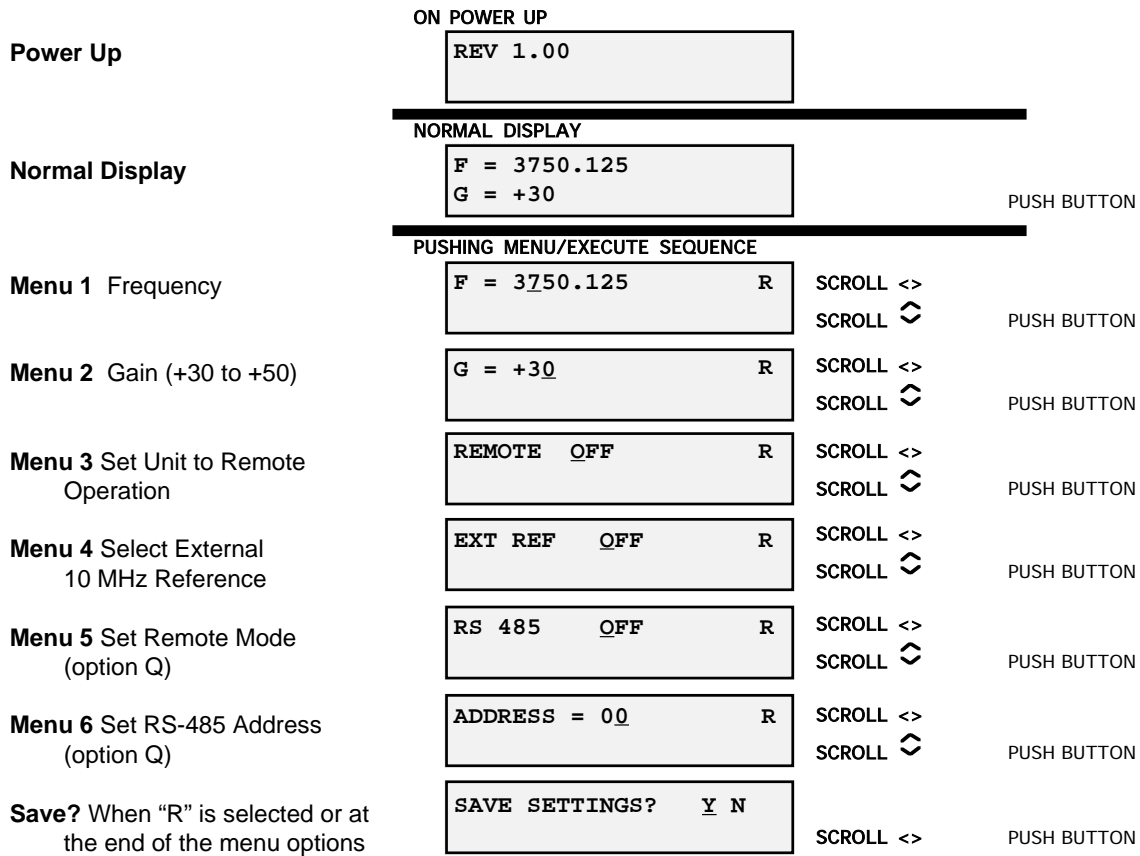 ON POWER UP
Power Up
REV 1.00
NORMAL DISPLAY
Normal Display
F = 3750.125
G = +30
PUSH BUTTON
PUSHING MENU/EXECUTE SEQUENCE
Menu 1 Frequency
F = 3750.125 R
SCROLL <>
SCROLL
PUSH BUTTON
Menu 2 Gain (+30 to +50)
G = +30 R
SCROLL <>
SCROLL
PUSH BUTTON
Menu 3 Set Unit to Remote
Operation
REMOTE OFF R
SCROLL <>
SCROLL
PUSH BUTTON
Menu 4 Select External
10 MHz Reference
EXT REF OFF R
SCROLL <>
SCROLL
PUSH BUTTON
Menu 5 Set Remote Mode
(option Q)
RS 485 OFF R
SCROLL <>
SCROLL
PUSH BUTTON
Menu 6 Set RS-485 Address
(option Q)
ADDRESS = 00 R
SCROLL <>
SCROLL
PUSH BUTTON
Save? When “R” is selected or at
the end of the menu options
SAVE SETTINGS? Y N
SCROLL <>
PUSH BUTTON